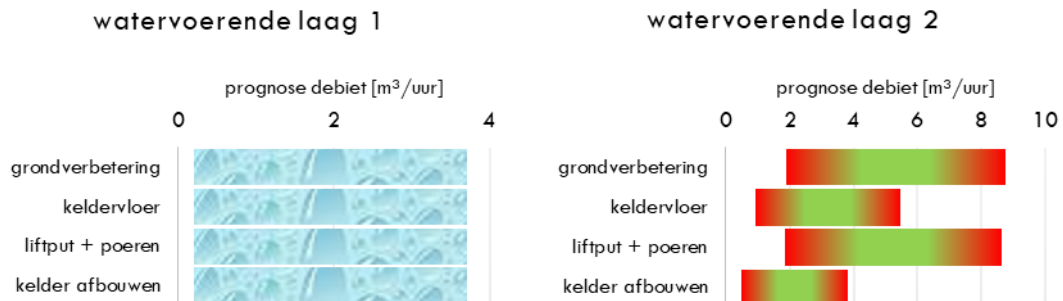 watervoerende laag 1
prognose debiet [m³/uur]
0 2 4
grondverbetering
keldervloer
liftput + poeren
kelder afbouwen
watervoerende laag 2
prognose debiet [m³/uur]
0 2 4 6 8 10
grondverbetering
keldervloer
liftput + poeren
kelder afbouwen